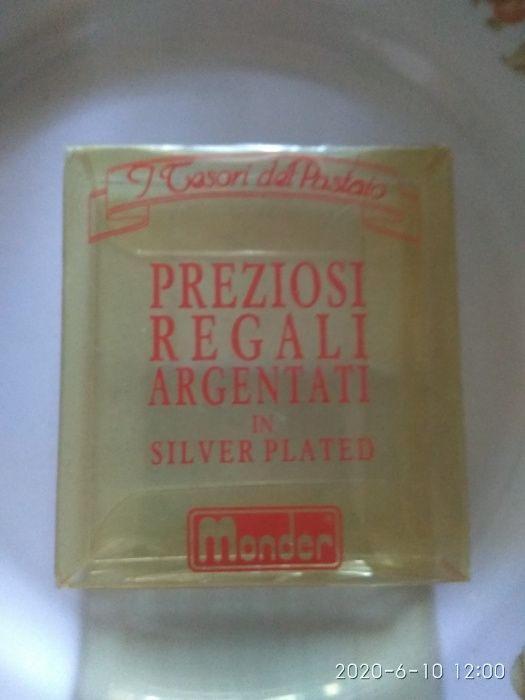 I Tesori del Pastaio
PREZIOSI
REGALI
ARGENTATI
IN
SILVER PLATED
Monder
2020-6-10 12:00